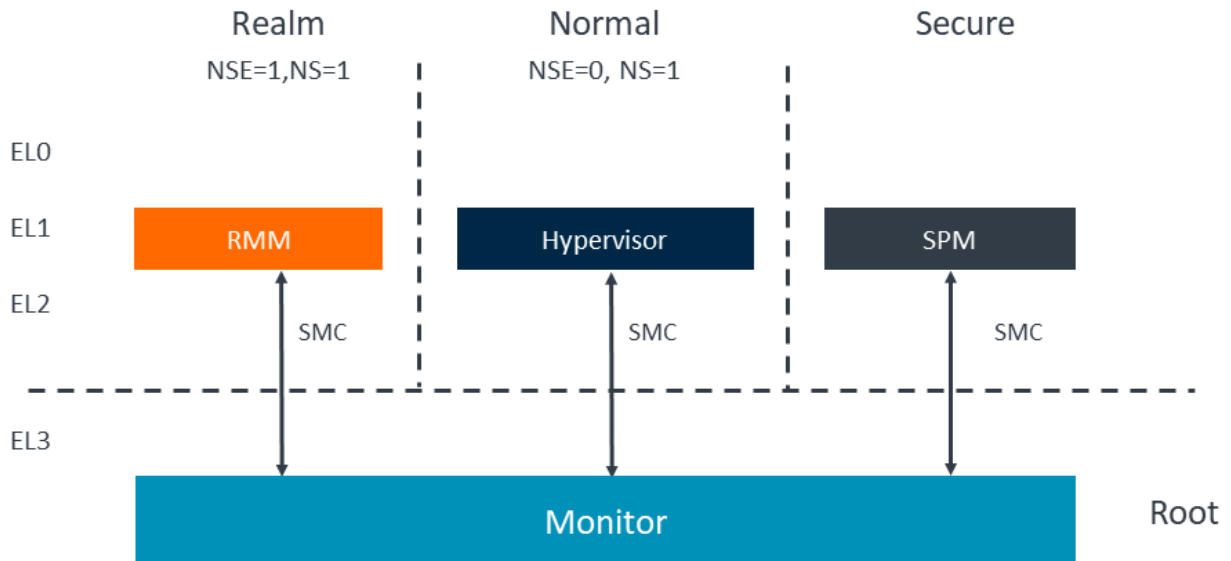 Realm
Normal
Secure
NSE=1,NS=1
NSE=0, NS=1
EL0
EL1
RMM
Hypervisor
SPM
EL2
SMC
SMC
SMC
EL3
Monitor
Root